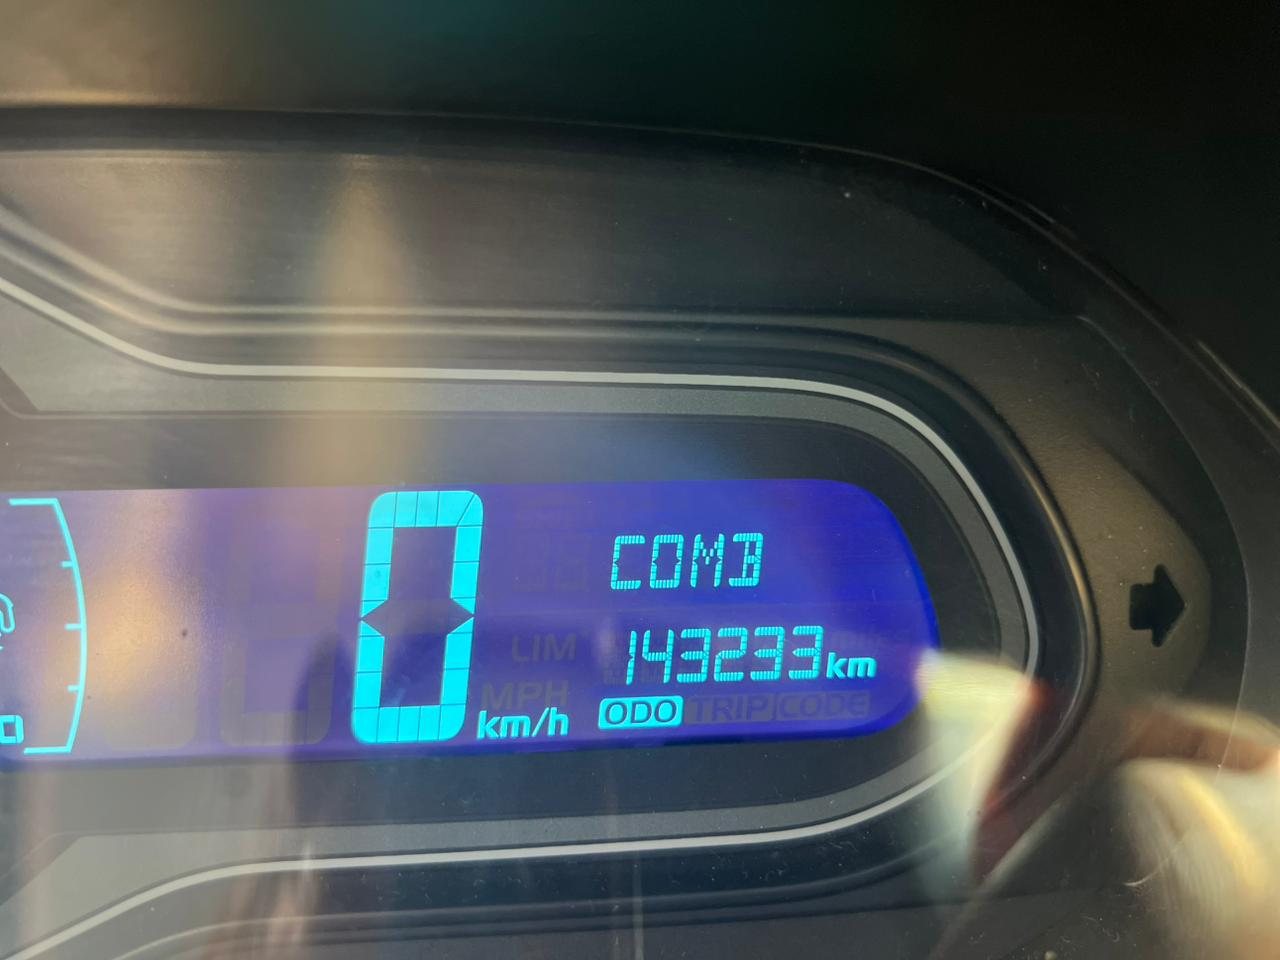 COMB
0 km/h
LIM
MPH
143233 km
ODO TRIP CODE